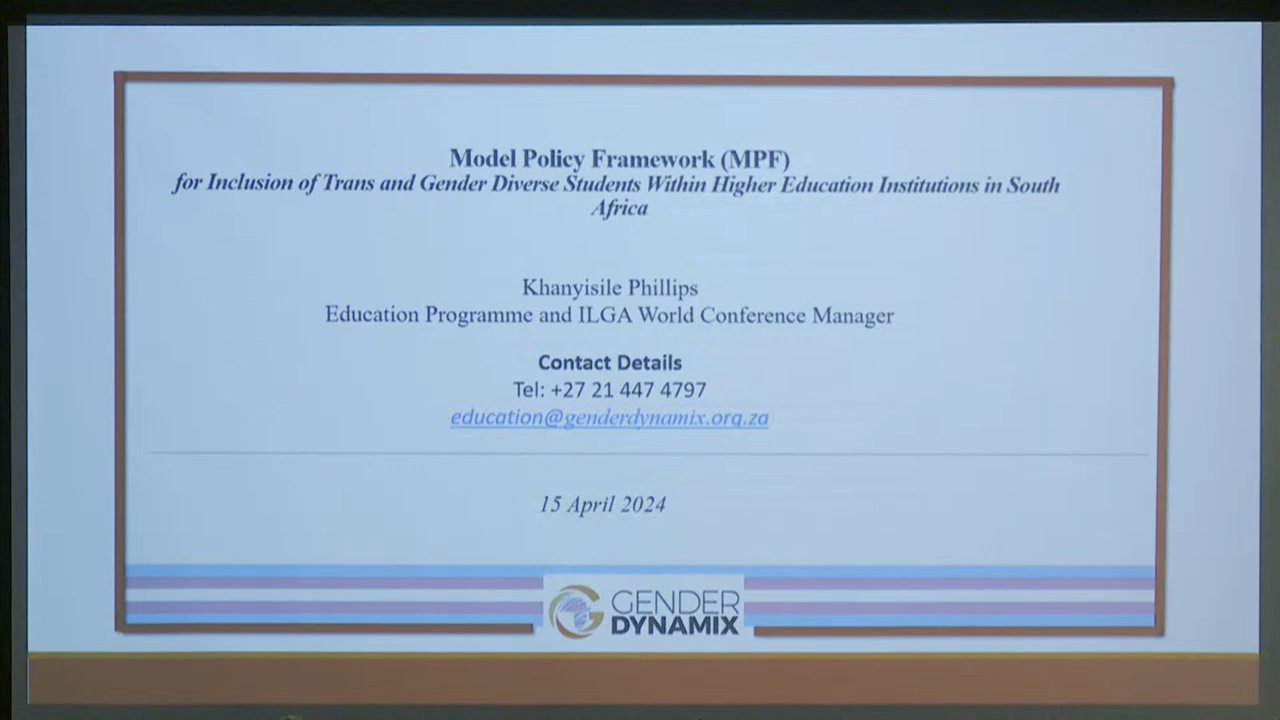 Model Policy Framework (MPF)
for Inclusion of Trans and Gender Diverse Students Within Higher Education Institutions in South
Africa
Khanyisile Phillips
Education Programme and ILGA World Conference Manager
Contact Details
Tel: +27 21 447 4797
education@genderdynamix.org.za
15 April 2024
GENDER
DYNAMIX